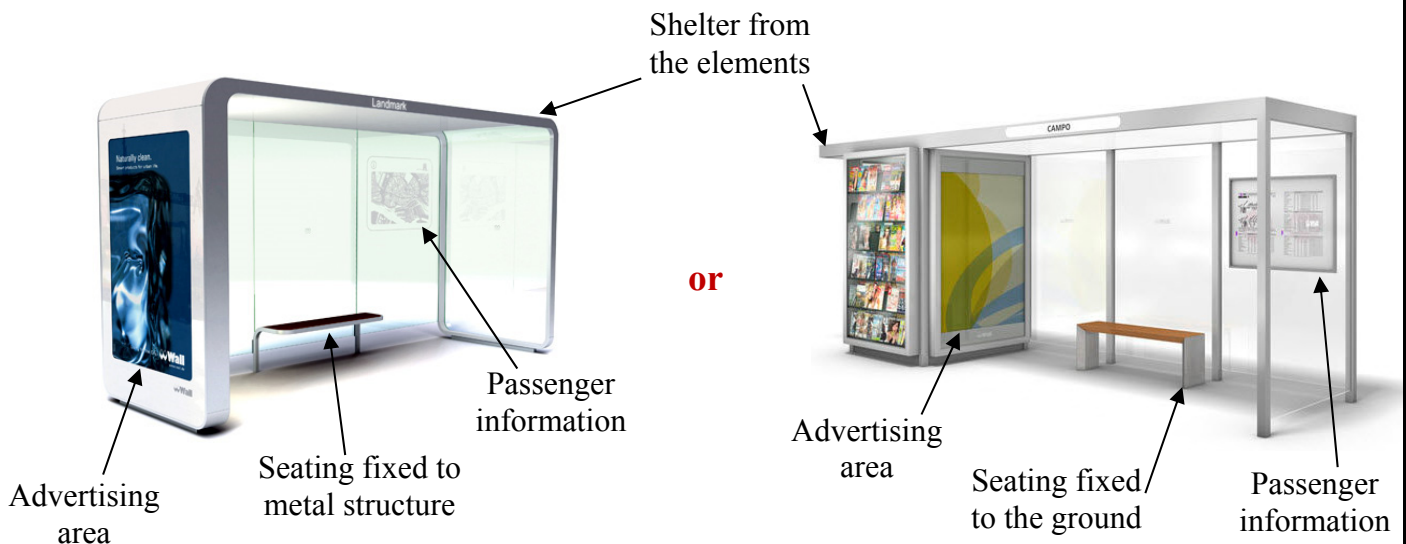 Shelter from
the elements
Landmark
CAMPO
Naturally clean.
or
Wall
Wall
Passenger
information
Advertising
area
Seating fixed to
metal structure
Advertising
area
Seating fixed
to the ground
Passenger
information